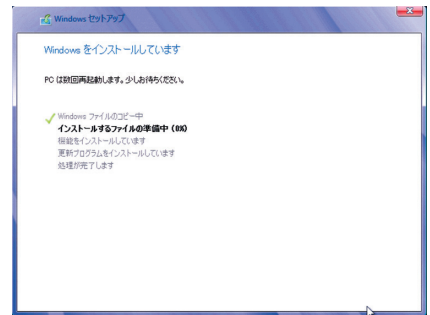 Windows セットアップ
Windows をインストールしています
PC は数回再起動します。少しお待ちください。
Windows ファイルのコピー中
インストールするファイルの準備中 (0%)
機能をインストールしています
更新プログラムをインストールしています
処理が完了します